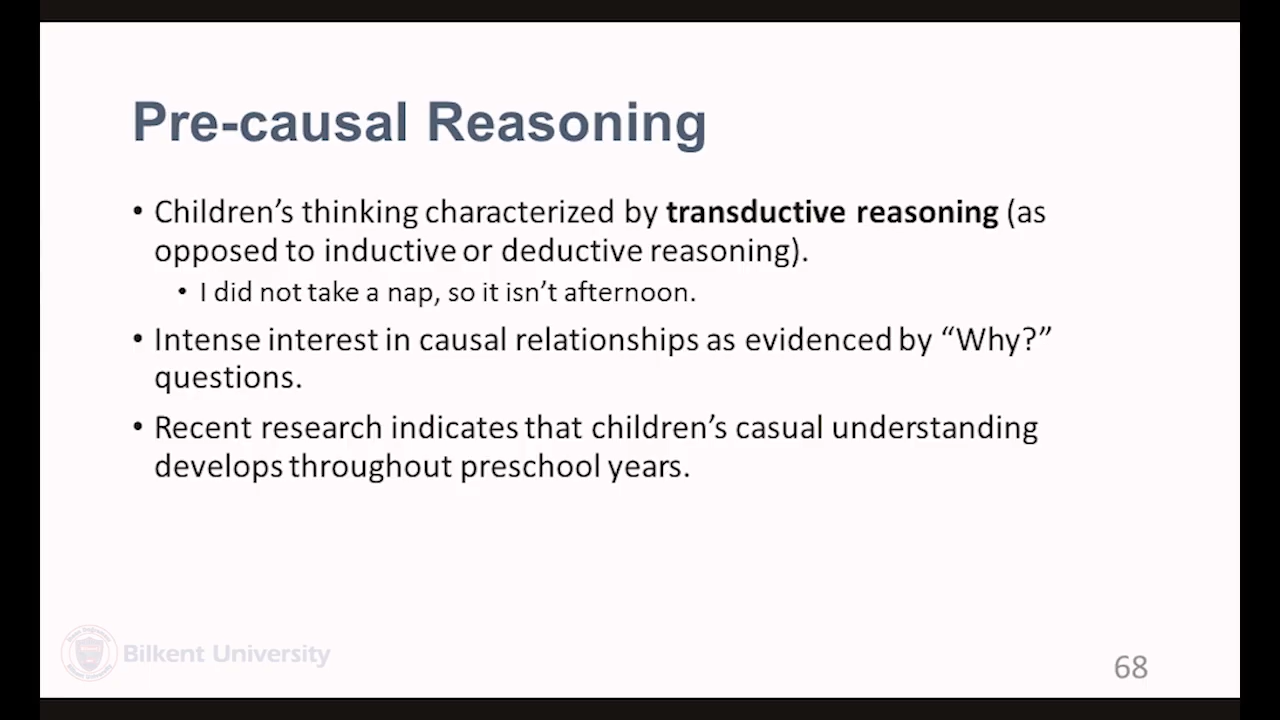 Pre-causal Reasoning
• Children’s thinking characterized by transductive reasoning (as
opposed to inductive or deductive reasoning).
• I did not take a nap, so it isn’t afternoon.
• Intense interest in causal relationships as evidenced by “Why?”
questions.
• Recent research indicates that children’s casual understanding
develops throughout preschool years.
Bilkent University
68